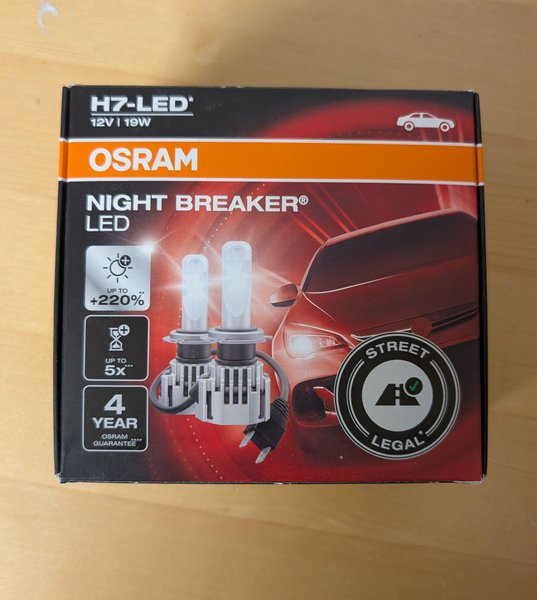 H7-LED*
12V | 19W
OSRAM
NIGHT BREAKER®
LED
UP TO
+220%**
UP TO
5x***
4
YEAR
OSRAM
GUARANTEE****
STREET
LEGAL*